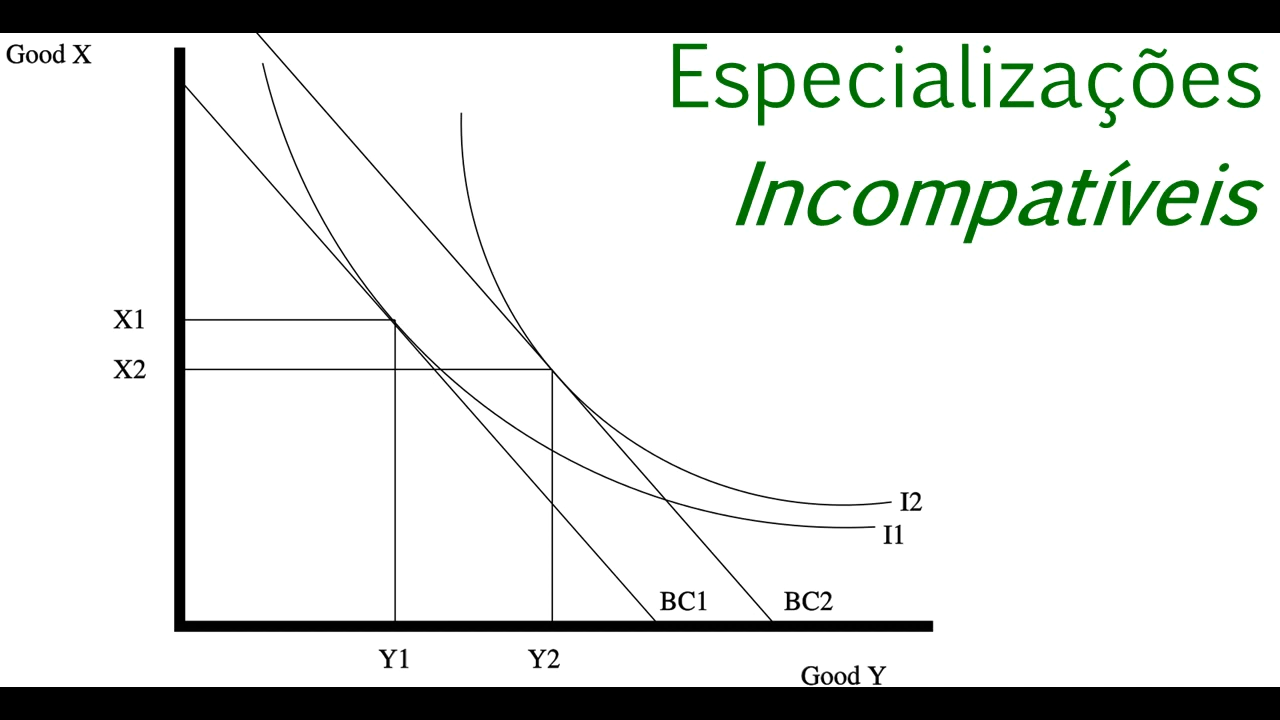 Good X
Especializações
Incompatíveis
X1
X2
I2
I1
BC1
BC2
Y1
Y2
Good Y